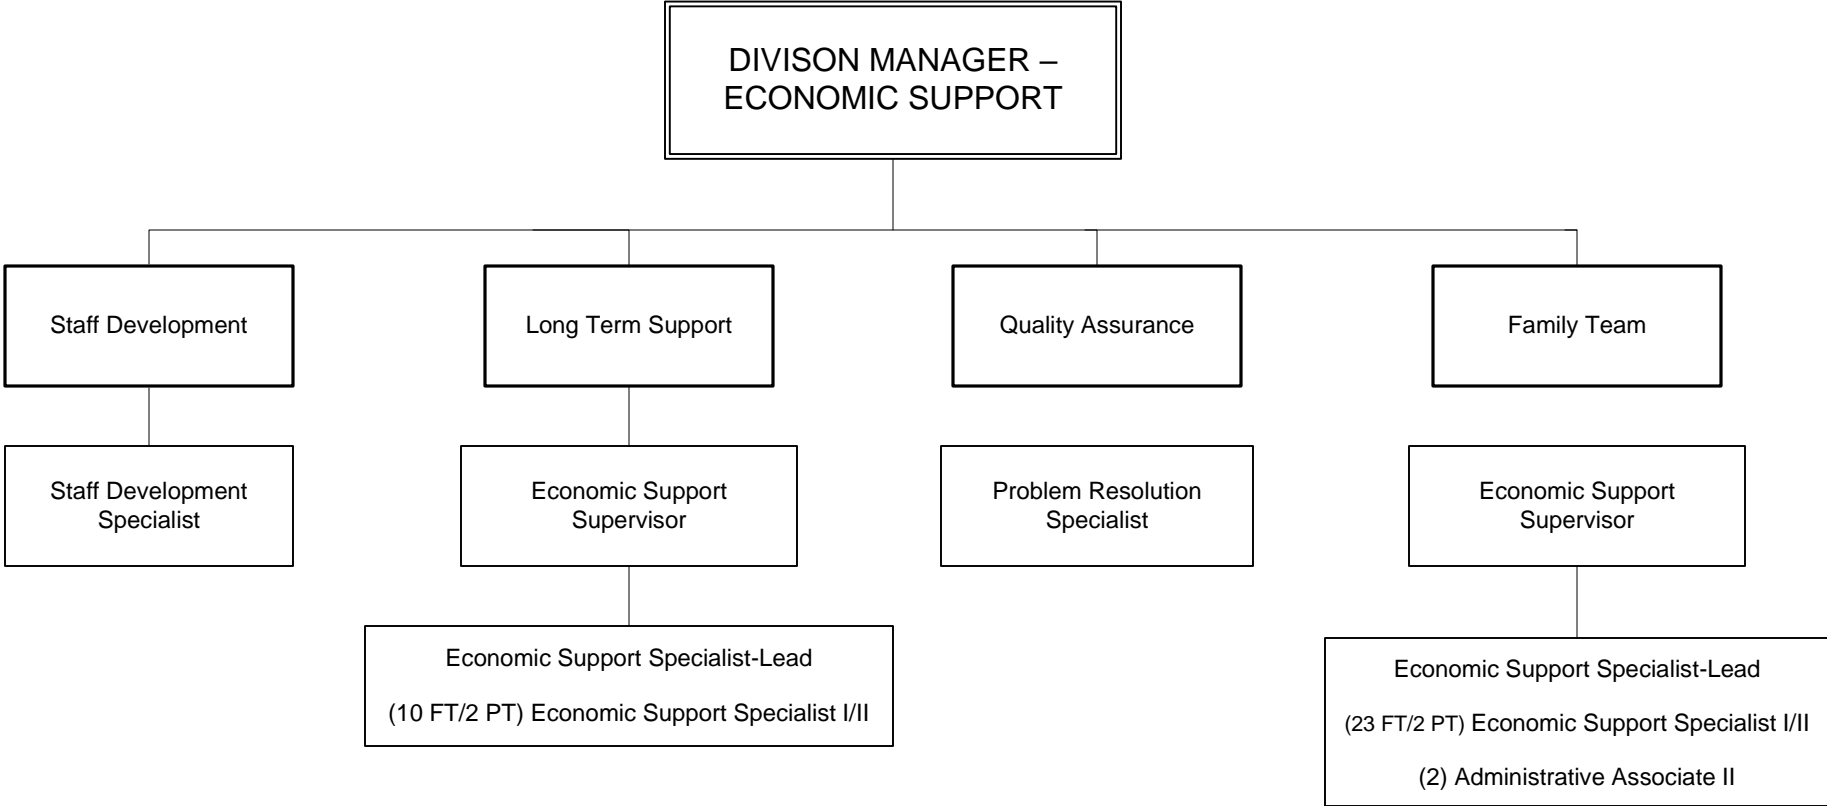 DIVISON MANAGER –
ECONOMIC SUPPORT
Staff Development
Long Term Support
Quality Assurance
Family Team
Staff Development
Specialist
Economic Support
Supervisor
Problem Resolution
Specialist
Economic Support
Supervisor
Economic Support Specialist-Lead
(10 FT/2 PT) Economic Support Specialist I/II
Economic Support Specialist-Lead
(23 FT/2 PT) Economic Support Specialist I/II
(2) Administrative Associate II